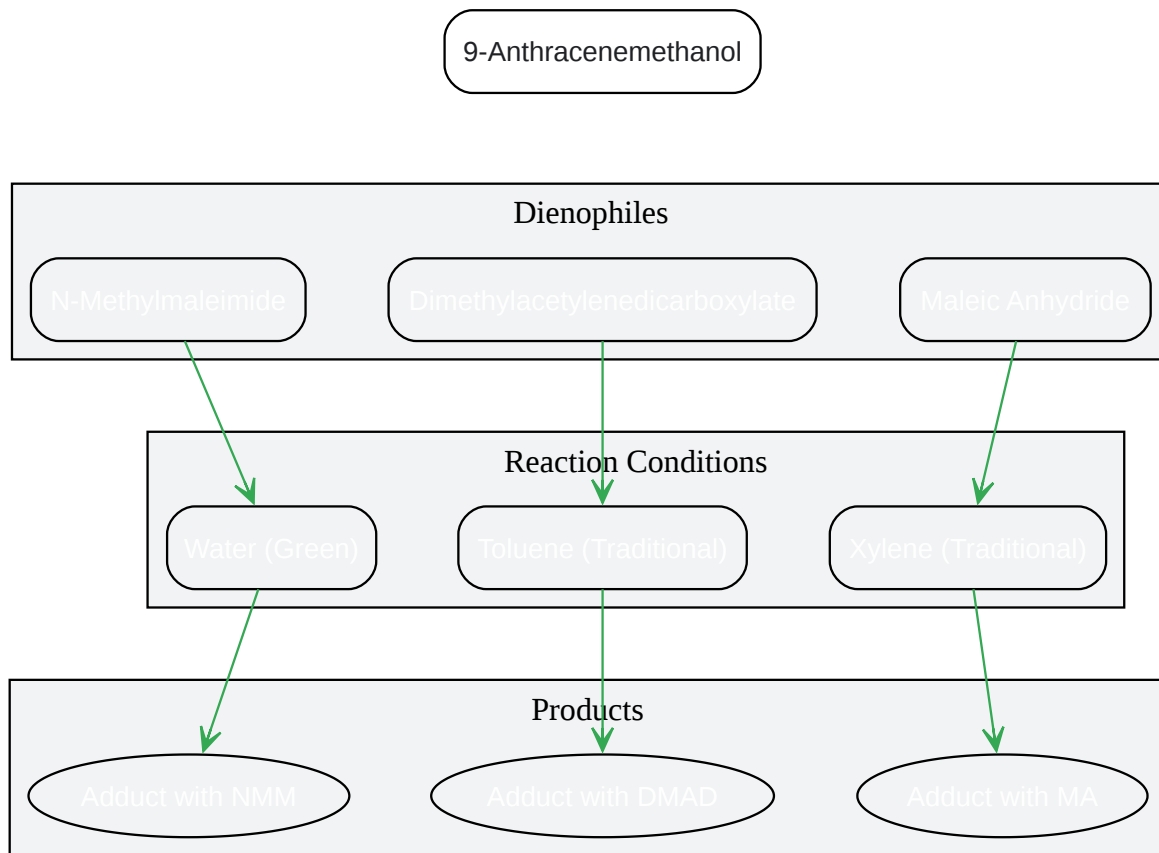 9-Anthracenemethanol
Dienophiles
N-Methylmaleimide
Dimethylacetylenedicarboxylate
Maleic Anhydride
Reaction Conditions
Water (Green)
Toluene (Traditional)
Xylene (Traditional)
Products
Adduct with NMM
Adduct with DMAD
Adduct with MA